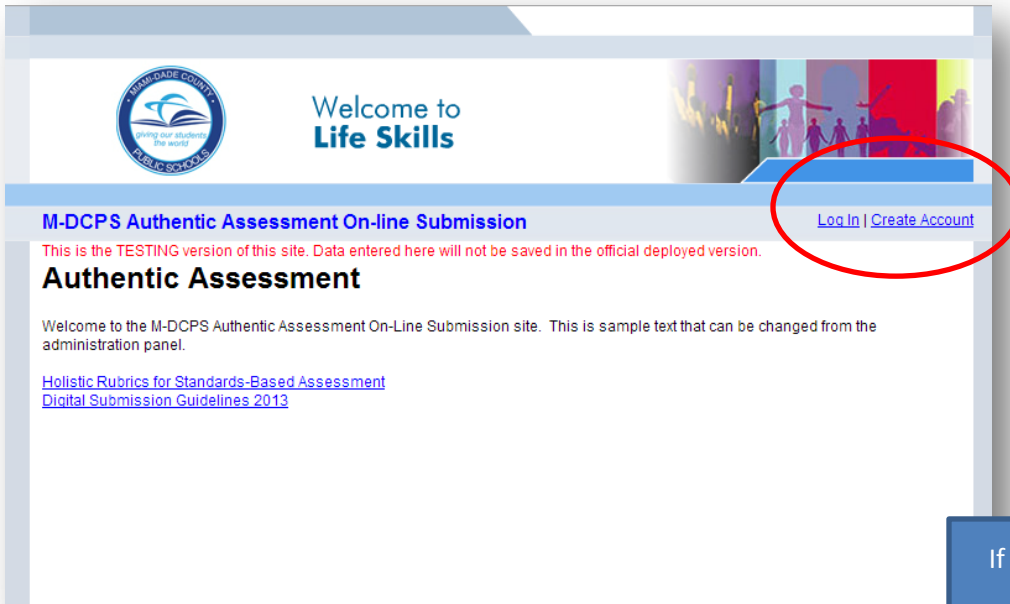 MIAMI-DADE COUNTY
giving our students
the world
PUBLIC SCHOOLS
Welcome to
Life Skills
M-DCPS Authentic Assessment On-line Submission
Log In | Create Account
This is the TESTING version of this site. Data entered here will not be saved in the official deployed version.
Authentic Assessment
Welcome to the M-DCPS Authentic Assessment On-Line Submission site. This is sample text that can be changed from the
administration panel.
Holistic Rubrics for Standards-Based Assessment
Digital Submission Guidelines 2013
If